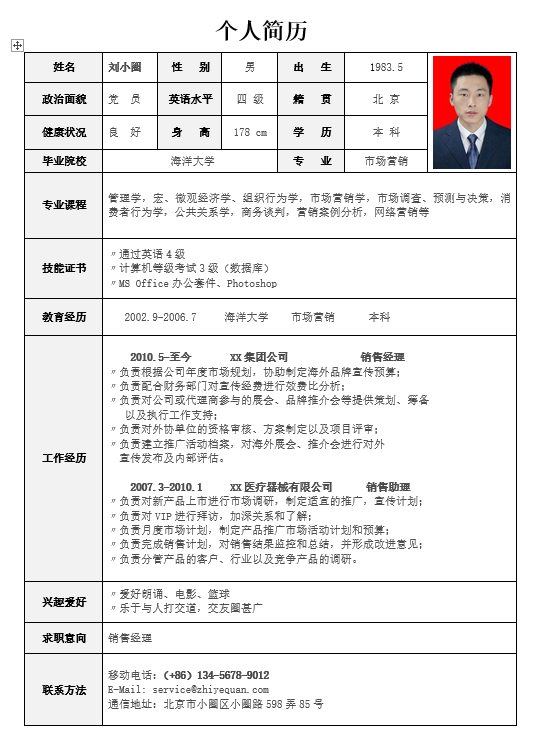 个人简历
姓名 刘小圈 性 别 男 出 生 1983.5
政治面貌 党 员 英语水平 四 级 籍 贯 北 京
健康状况 良 好 身 高 178 cm 学 历 本 科
毕业院校 海洋大学 专 业 市场营销
专业课程
管理学，宏、微观经济学、组织行为学，市场营销学，市场调查、预测与决策，消
费者行为学，公共关系学，商务谈判，营销案例分析，网络营销等
技能证书
〃通过英语 4 级
〃计算机等级考试 3 级（数据库）
〃MS Office 办公套件、Photoshop
教育经历 2002.9-2006.7 海洋大学 市场营销 本科
工作经历
2010.5-至今 XX 集团公司 销售经理
〃负责根据公司年度市场规划，协助制定海外品牌宣传预算；
〃负责配合财务部门对宣传经费进行效费比分析；
〃负责对公司或代理商参与的展会、品牌推介会等提供策划、筹备
以及执行工作支持；
〃负责对外协单位的资格审核、方案制定以及项目评审；
〃负责建立推广活动档案，对海外展会、推介会进行对外
宣传发布及内部评估。
2007.3-2010.1 XX 医疗器械有限公司 销售助理
〃负责对新产品上市进行市场调研，制定适宜的推广，宣传计划；
〃负责对 VIP 进行拜访，加深关系和了解；
〃负责月度市场计划，制定产品推广市场活动计划和预算；
〃负责完成销售计划，对销售结果监控和总结，并形成改进意见；
〃负责分管产品的客户、行业以及竞争产品的调研。
兴趣爱好
〃爱好朗诵、电影、篮球
〃乐于与人打交道，交友圈甚广
求职意向 销售经理
联系方法
移动电话：（+86）134-5678-9012
E-Mail: service@zhiyequan.com
通信地址：北京市小圈区小圈路 598 弄 85 号